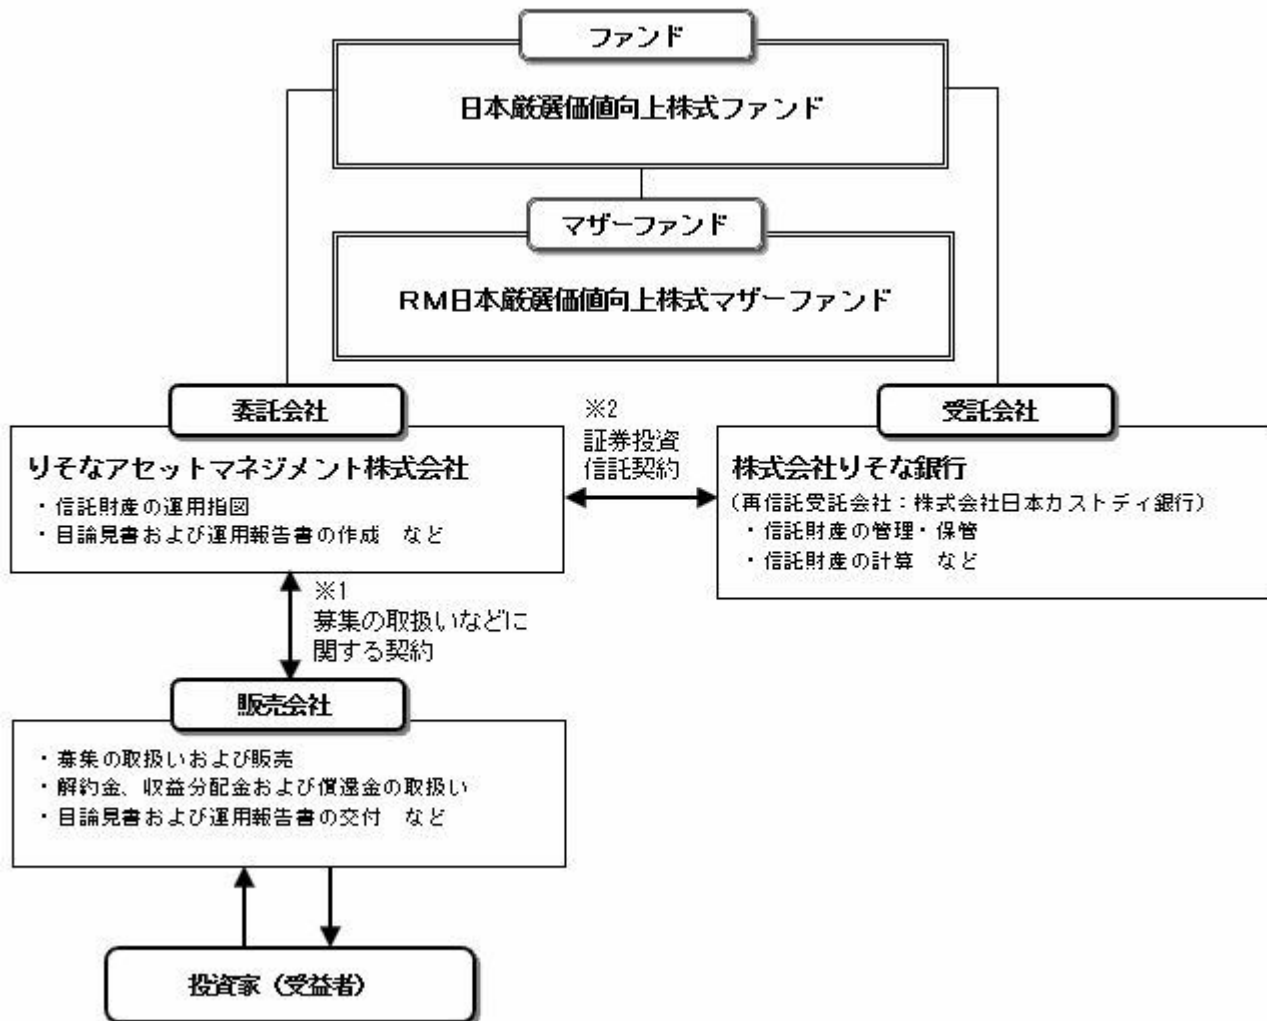 ファンド
日本厳選価値向上株式ファンド
マザーファンド
RM日本厳選価値向上株式マザーファンド
委託会社
りそなアセットマネジメント株式会社
・信託財産の運用指図
・目論見書および運用報告書の作成 など
※2
証券投資
信託契約
受託会社
株式会社りそな銀行
(再信託受託会社:株式会社日本カストディ銀行)
・信託財産の管理・保管
・信託財産の計算 など
※1
募集の取扱いなどに
関する契約
販売会社
・募集の取扱いおよび販売
・解約金、収益分配金および償還金の取扱い
・目論見書および運用報告書の交付 など
投資家(受益者)